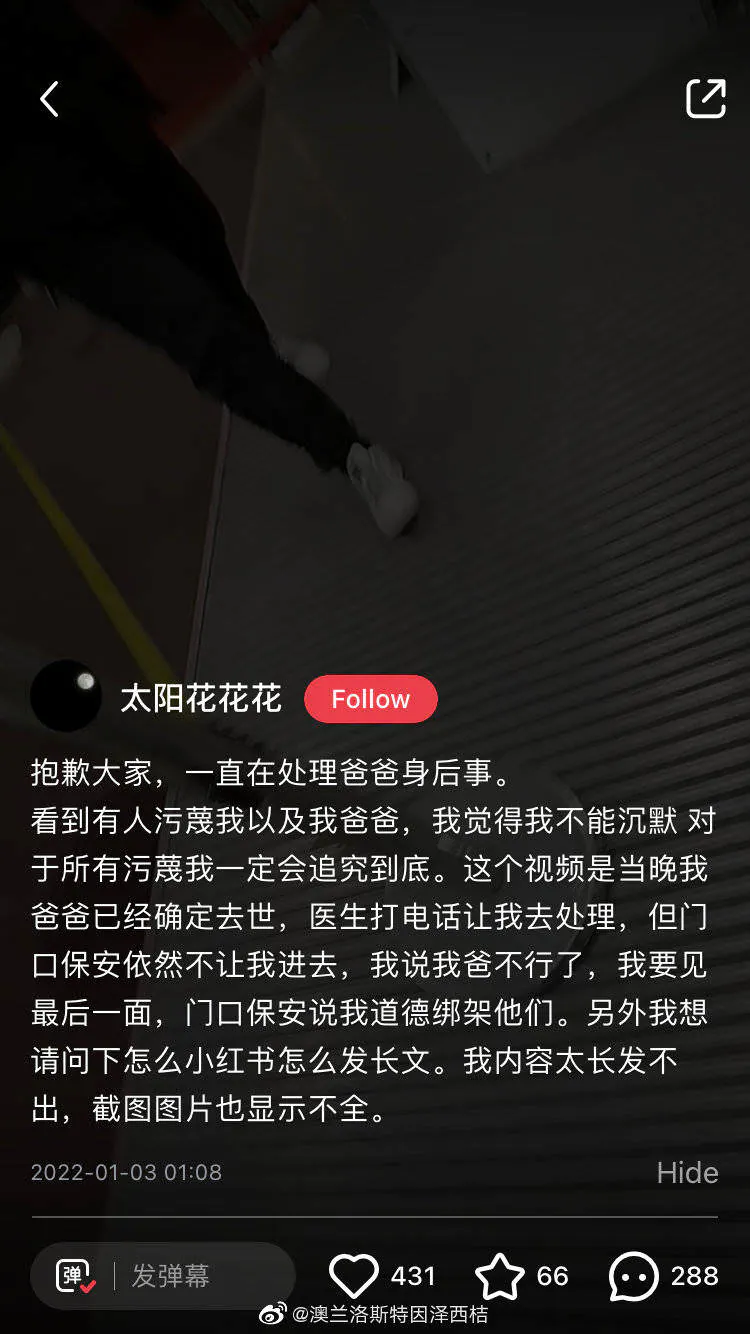 太阳花花花 Follow
抱歉大家，一直在处理爸爸身后事。
看到有人污蔑我以及我爸爸，我觉得我不能沉默 对
于所有污蔑我一定会追究到底。这个视频是当晚我
爸爸已经确定去世，医生打电话让我去处理，但门
口保安依然不让我进去，我说我爸不行了，我要见
最后一面，门口保安说我道德绑架他们。另外我想
请问下怎么小红书怎么发长文。我内容太长发不
出，截图图片也显示不全。
2022-01-03 01:08 Hide
弹 发弹幕 431 66 288
@澳兰洛斯特因泽西桔